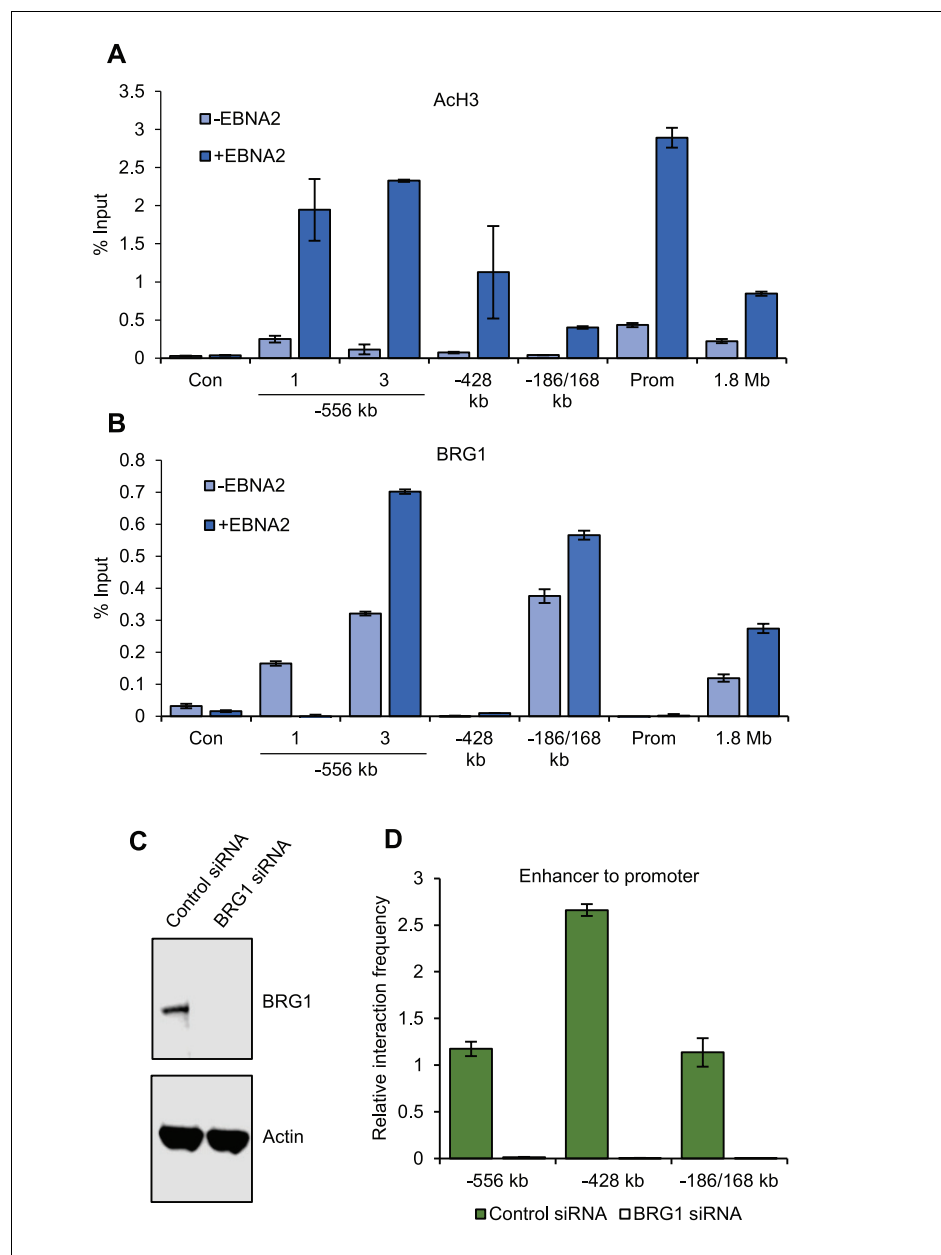 A
AcH3
-EBNA2
+EBNA2
% Input
3.5
3
2.5
2
1.5
1
0.5
0
Con
1
3
-556 kb
-428
kb
-186/168
kb
Prom
1.8 Mb
B
BRG1
-EBNA2
+EBNA2
% Input
0.8
0.7
0.6
0.5
0.4
0.3
0.2
0.1
0
Con
1
3
-556 kb
-428
kb
-186/168
kb
Prom
1.8 Mb
C
Control siRNA
BRG1 siRNA
BRG1
Actin
D
Enhancer to promoter
Relative interaction frequency
3
2.5
2
1.5
1
0.5
0
-556 kb
-428 kb
-186/168 kb
Control siRNA
BRG1 siRNA